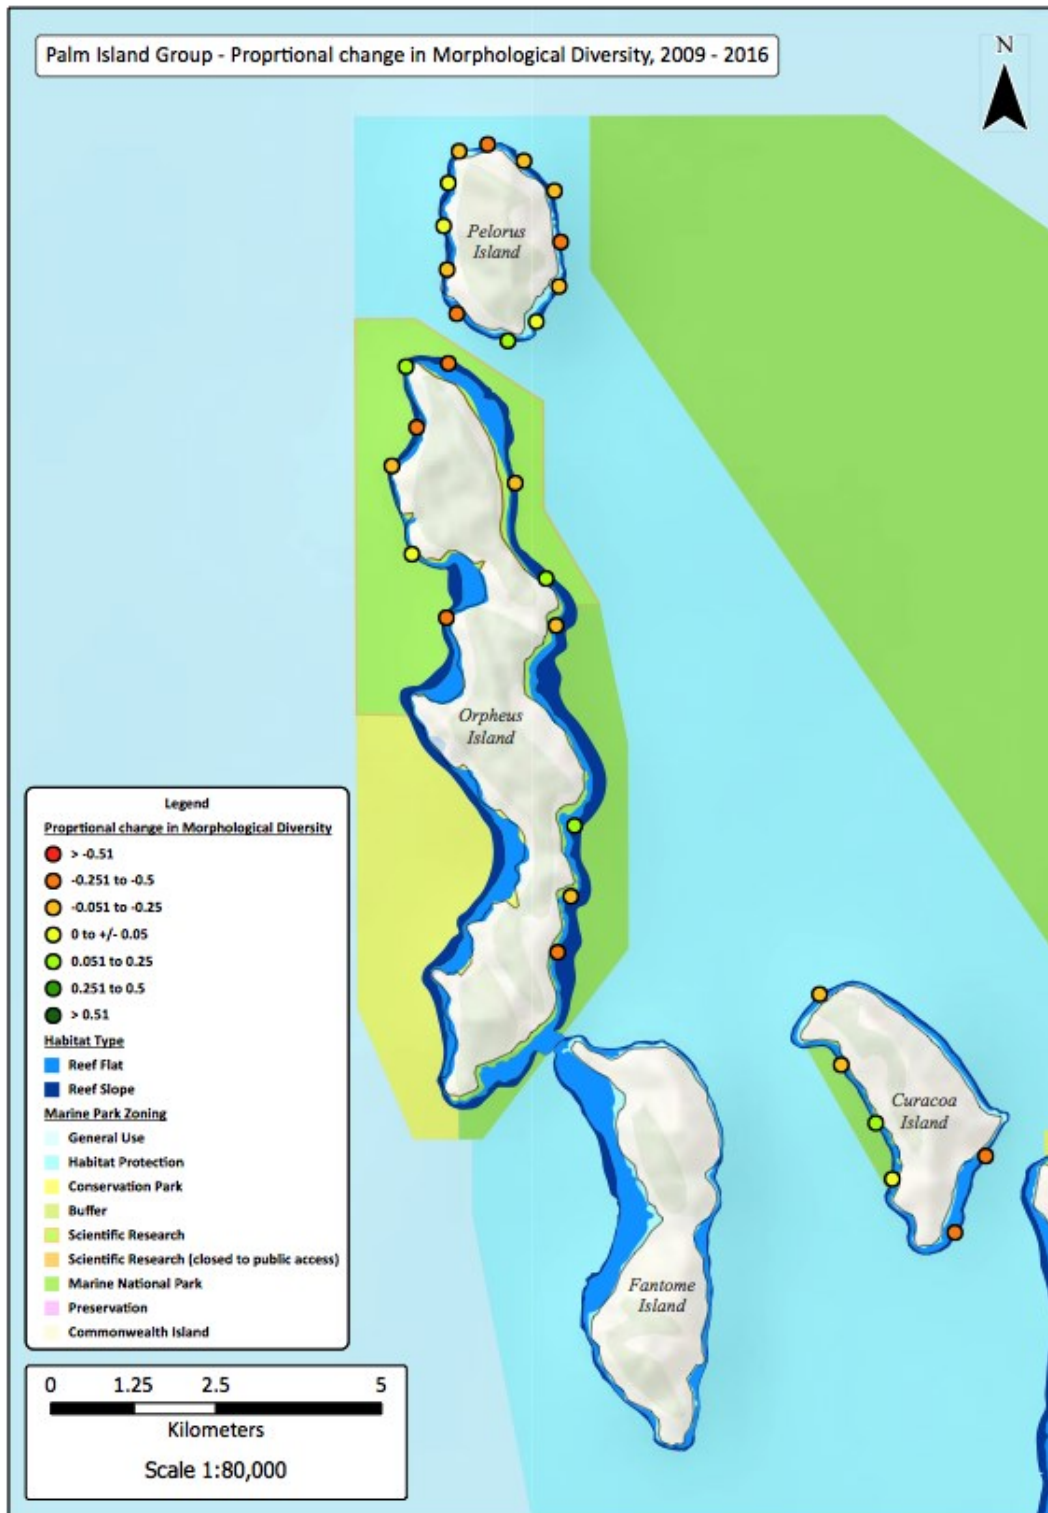 Palm Island Group - Proprtional change in Morphological Diversity, 2009 - 2016
N
Pelorus
Island
Orpheus
Island
Legend
Proprtional change in Morphological Diversity
> -0.51
-0.251 to -0.5
-0.051 to -0.25
0 to +/- 0.05
0.051 to 0.25
0.251 to 0.5
> 0.51
Habitat Type
Reef Flat
Reef Slope
Marine Park Zoning
General Use
Habitat Protection
Conservation Park
Buffer
Scientific Research
Scientific Research (closed to public access)
Marine National Park
Preservation
Commonwealth Island
Curacoa
Island
Fantome
Island
0 1.25 2.5 5
Kilometers
Scale 1:80,000